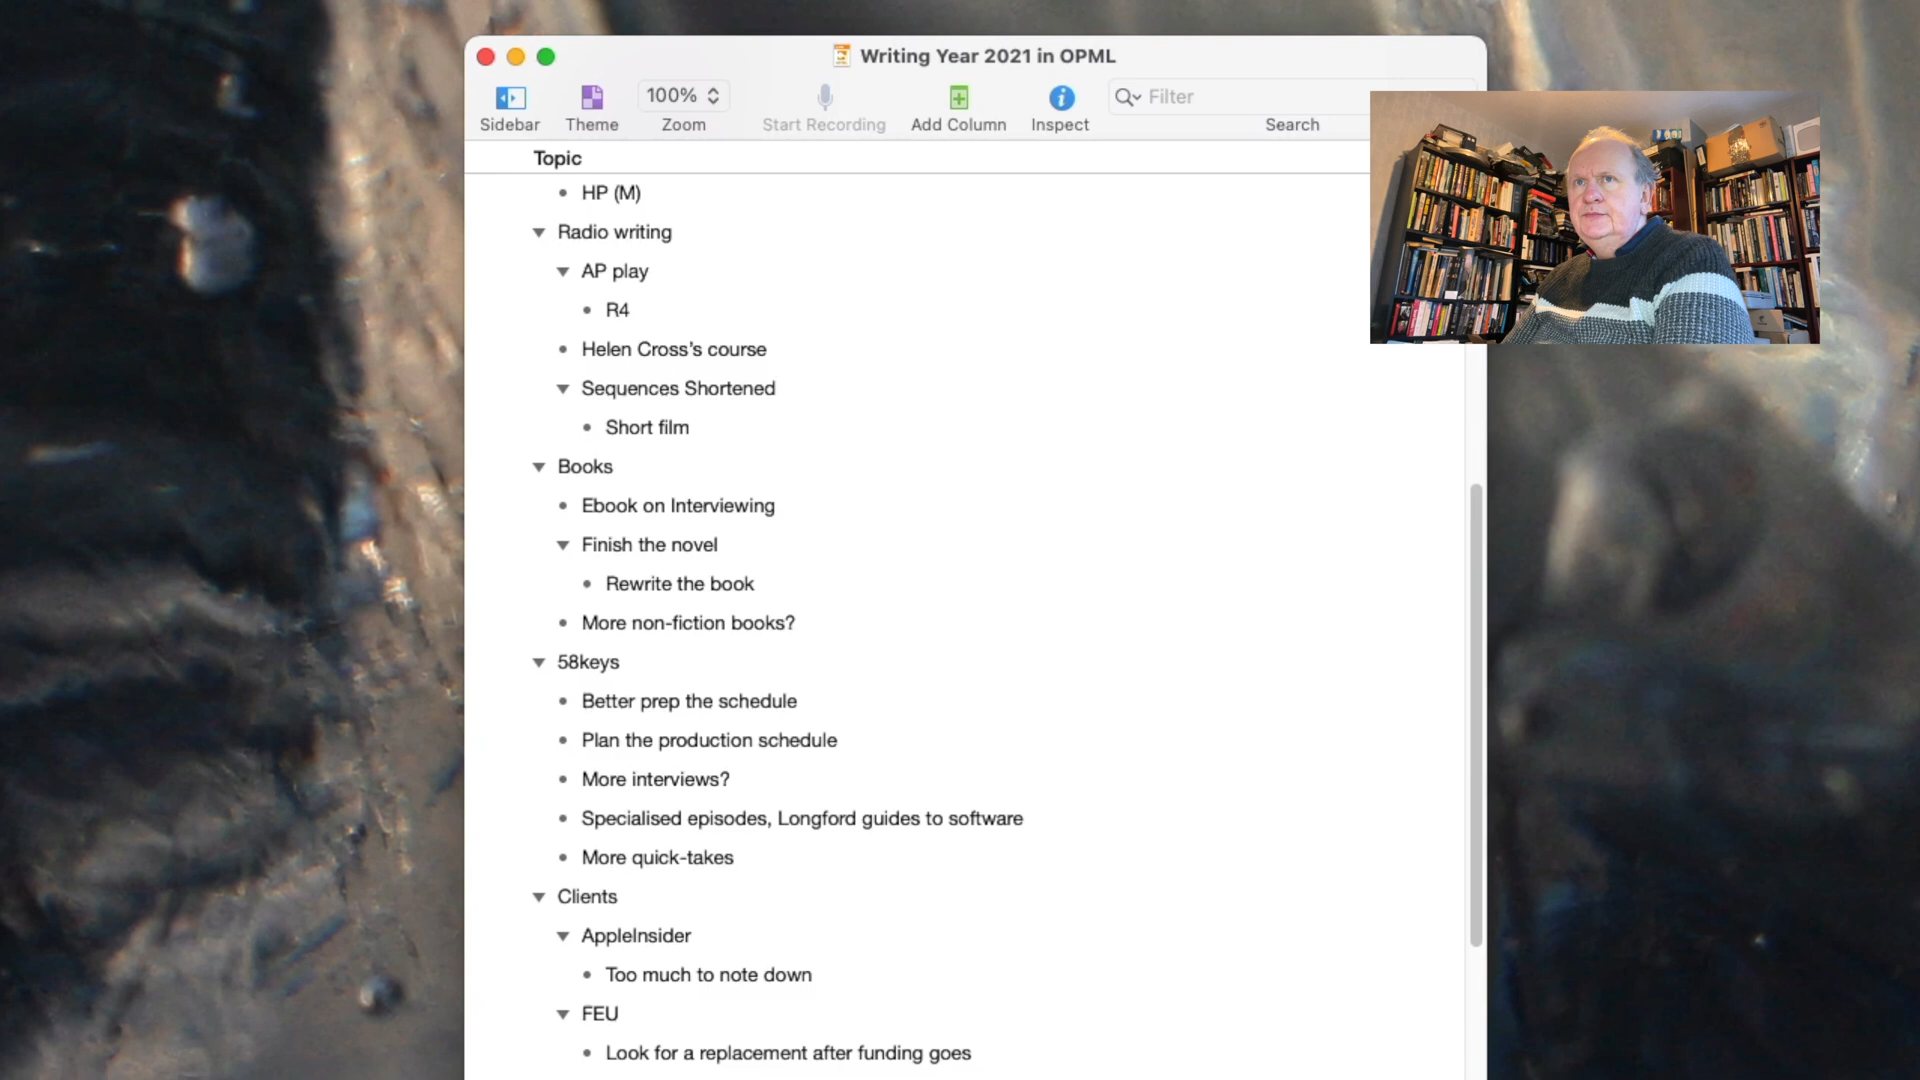 Writing Year 2021 in OPML
Sidebar
Theme
100%
Zoom
Start Recording
Add Column
Inspect
Filter
Search
Topic
HP (M)
Radio writing
AP play
R4
Helen Cross’s course
Sequences Shortened
Short film
Books
Ebook on Interviewing
Finish the novel
Rewrite the book
More non-fiction books?
58keys
Better prep the schedule
Plan the production schedule
More interviews?
Specialised episodes, Longford guides to software
More quick-takes
Clients
AppleInsider
Too much to note down
FEU
Look for a replacement after funding goes